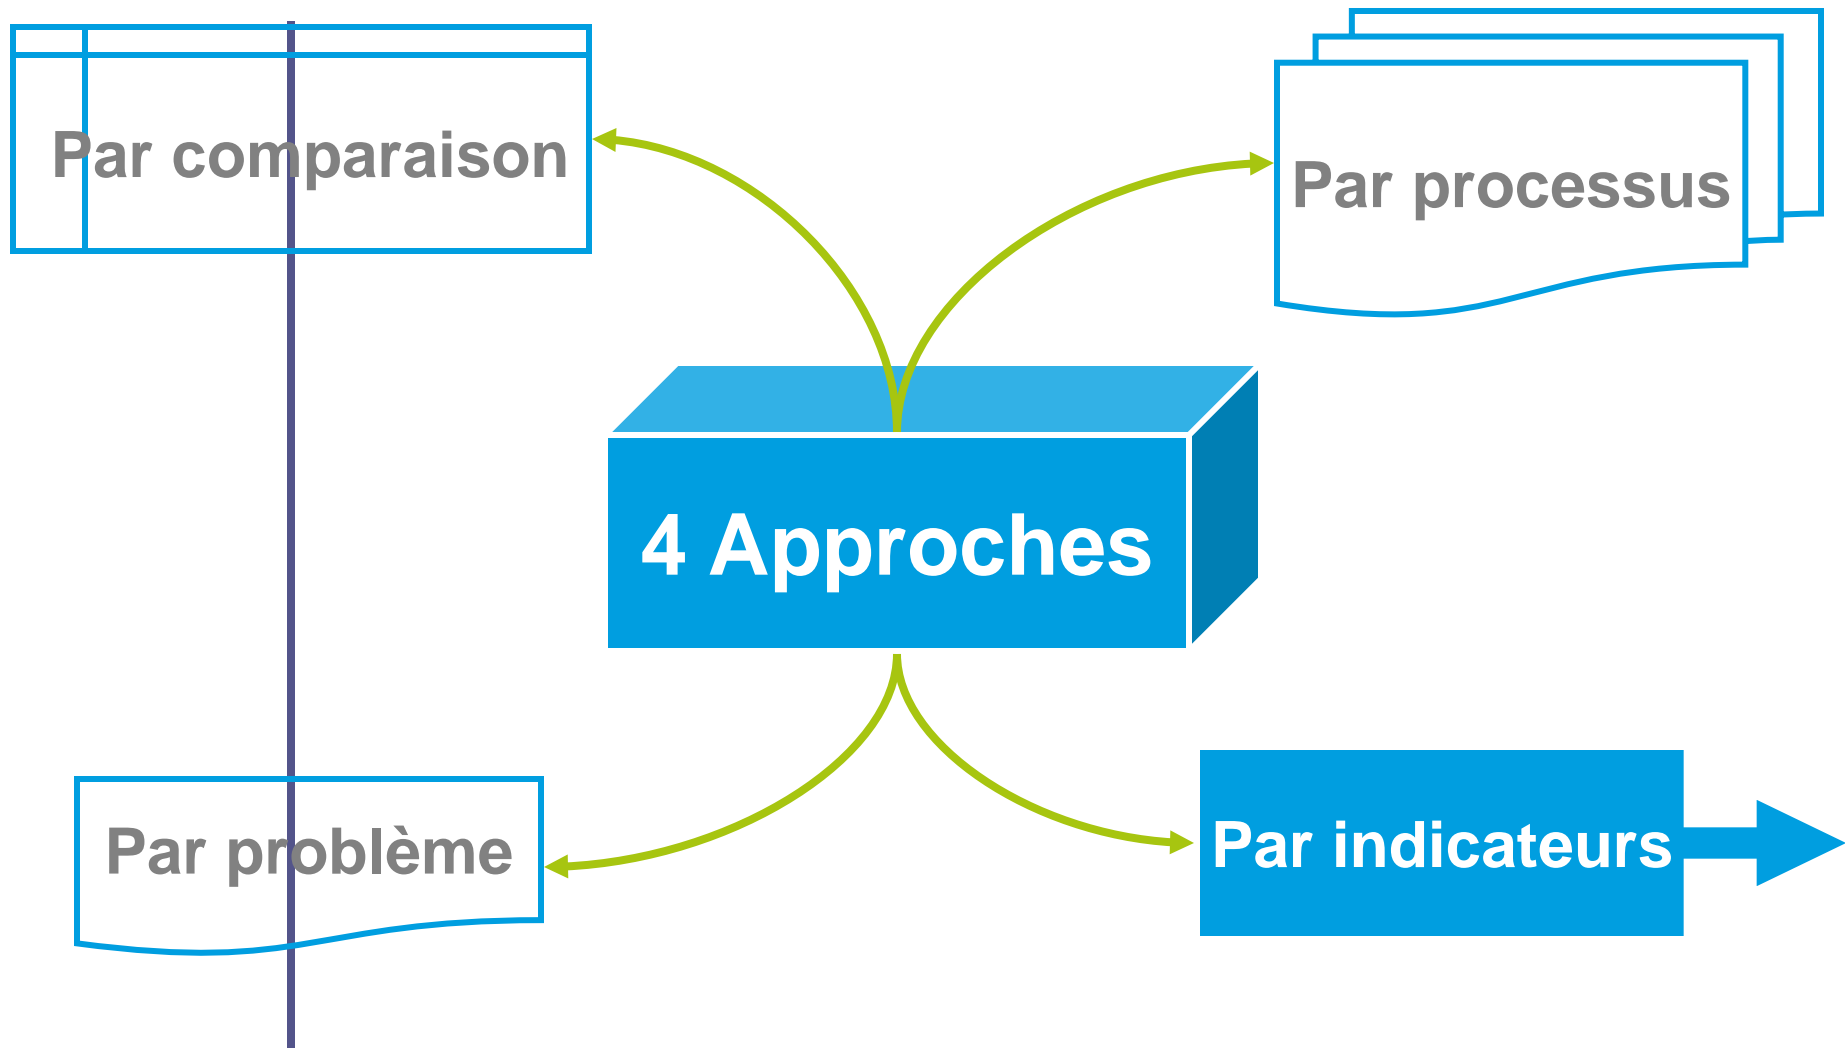 Par comparaison
Par processus
4 Approches
Par problème
Par indicateurs